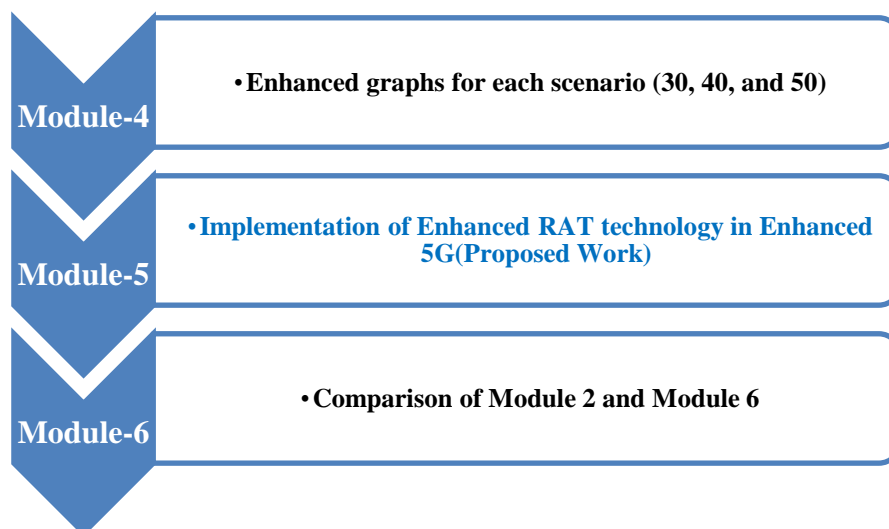 Module-4
•Enhanced graphs for each scenario (30, 40, and 50)
Module-5
•Implementation of Enhanced RAT technology in Enhanced
5G(Proposed Work)
Module-6
•Comparison of Module 2 and Module 6